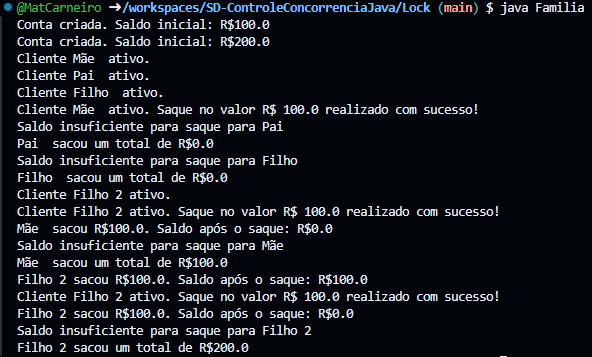 @MatCarneiro ➜/workspaces/SD-ControleConcorrenciaJava/Lock (main) $ java Familia
Conta criada. Saldo inicial: R$100.0
Conta criada. Saldo inicial: R$200.0
Cliente Mãe  ativo.
Cliente Pai  ativo.
Cliente Filho  ativo.
Cliente Mãe  ativo. Saque no valor R$ 100.0 realizado com sucesso!
Saldo insuficiente para saque para Pai
Pai  sacou um total de R$0.0
Saldo insuficiente para saque para Filho
Filho  sacou um total de R$0.0
Cliente Filho 2 ativo.
Cliente Filho 2 ativo. Saque no valor R$ 100.0 realizado com sucesso!
Mãe  sacou R$100.0. Saldo após o saque: R$0.0
Saldo insuficiente para saque para Mãe
Mãe  sacou um total de R$100.0
Filho 2 sacou R$100.0. Saldo após o saque: R$100.0
Cliente Filho 2 ativo. Saque no valor R$ 100.0 realizado com sucesso!
Filho 2 sacou R$100.0. Saldo após o saque: R$0.0
Saldo insuficiente para saque para Filho 2
Filho 2 sacou um total de R$200.0